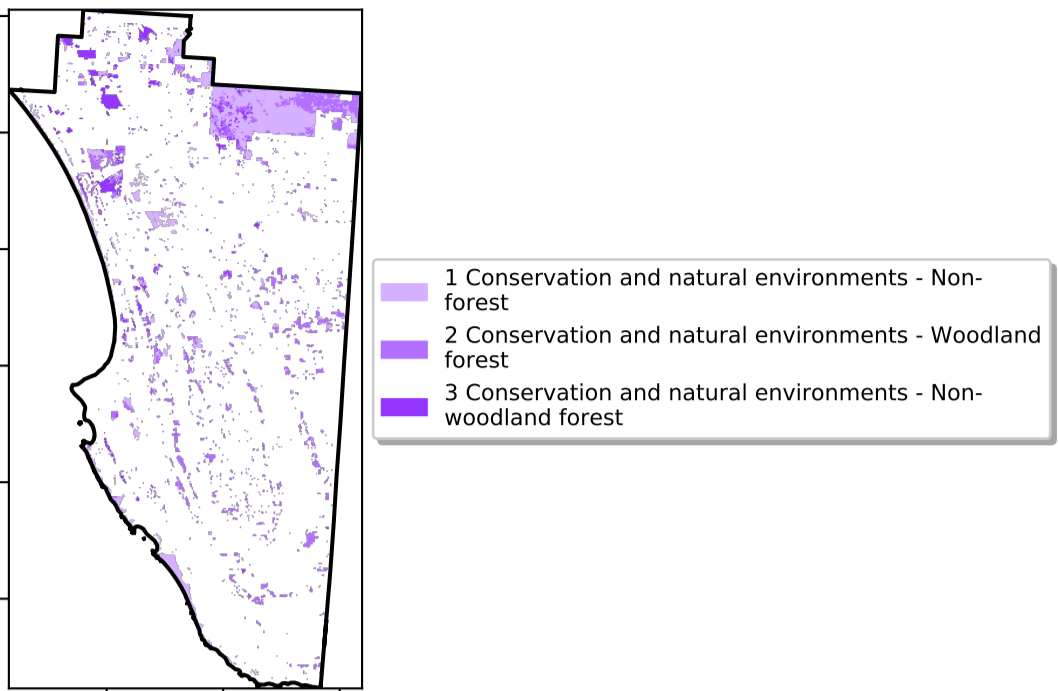 1 Conservation and natural environments - Non-
forest
2 Conservation and natural environments - Woodland
forest
3 Conservation and natural environments - Non-
woodland forest